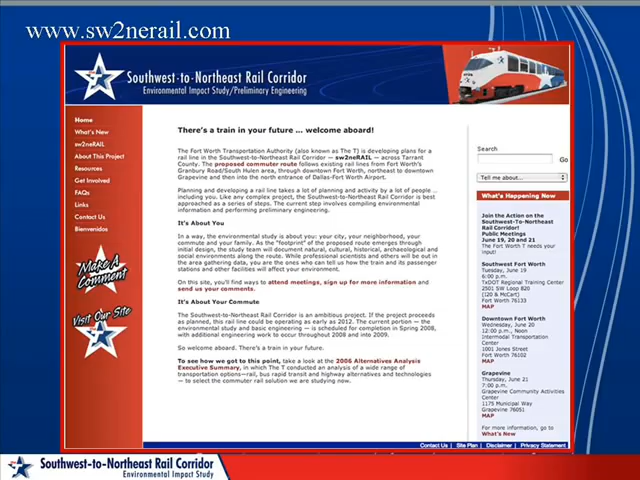 www.sw2nerail.com
Southwest-to-Northeast Rail Corridor
Environmental Impact Study/Preliminary Engineering
Home
What's New
sw2neRAIL
About This Project
Resources
Get Involved
FAQs
Links
Contact Us
Bienvenidos
Make A
Comment
Visit Our Site
There's a train in your future ... welcome aboard!
The Fort Worth Transportation Authority (also known as The T) is developing plans for a
rail line in the Southwest-to-Northeast Rail Corridor — sw2neRAIL — across Tarrant
County. The proposed commuter route follows existing rail lines from Fort Worth's
Granbury Road/South Hulen area, through downtown Fort Worth, northeast to downtown
Grapevine and then into the north entrance of Dallas-Fort Worth Airport.
Planning and developing a rail line takes a lot of planning and activity by a lot of people ...
including you. Like any complex project, the Southwest-to-Northeast Rail Corridor is best
approached as a series of steps. The current step involves compiling environmental
information and performing preliminary engineering.
It's About You
In a way, the environmental study is about you: your city, your neighborhood, your
commute and your family. As the "footprint" of the proposed route emerges through
initial design, the study team will document natural, cultural, historical, archaeological and
social environments along the route. While professional scientists and others will be out in
the area gathering data, you are the ones who can tell us how the train and its passenger
stations and other facilities will affect your environment.
On this site, you'll find ways to attend meetings, sign up for more information and
send us your comments.
It's About Your Commute
The Southwest-to-Northeast Rail Corridor is an ambitious project. If the project proceeds
as planned, this rail line could be operating as early as 2012. The current portion — the
environmental study and basic engineering — is scheduled for completion in Spring 2008,
with additional engineering work to occur throughout 2008 and into 2009.
So welcome aboard. There's a train in your future.
To see how we got to this point, take a look at the 2006 Alternatives Analysis
Executive Summary, in which The T conducted an analysis of a wide range of
transportation options—rail, bus rapid transit and highway alternatives and technologies
— to select the commuter rail solution we are studying now.
Search
Go
Tell me about...
What's Happening Now
Join the Action on the
Southwest-To-Northeast
Rail Corridor!
Public Meetings
June 19, 20 and 21
The Fort Worth T needs your
input!
Southwest Fort Worth
Tuesday, June 19
6:00 p.m.
TxDOT Regional Training Center
2501 SW Loop 820
(I20 & McCart)
Fort Worth 76133
MAP
Downtown Fort Worth
Wednesday, June 20
12:00 p.m., Noon
Intermodal Transportation
Center
1001 Jones Street
Fort Worth 76102
MAP
Grapevine
Thursday, June 21
7:00 p.m.
Grapevine Community Activities
Center
1175 Municipal Way
Grapevine 76051
MAP
For more information, go to
What's New
Contact Us | Site Plan | Disclaimer | Privacy Statement
Southwest-to-Northeast Rail Corridor
Environmental Impact Study